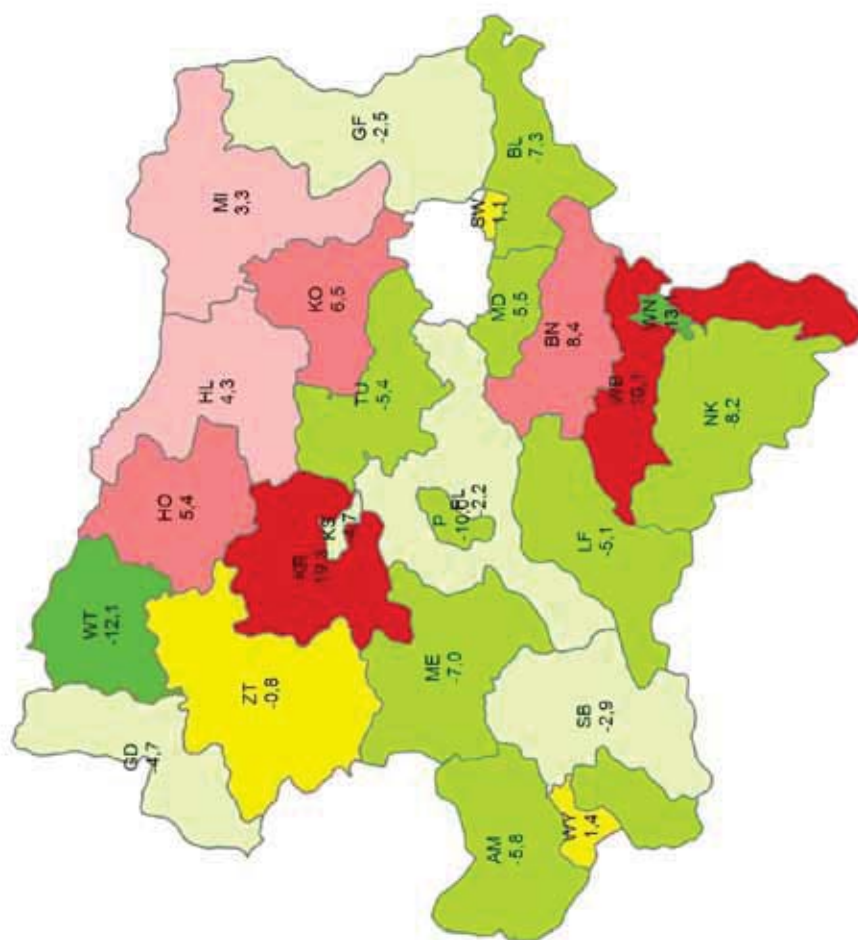 WT
-12,1
GD
-4,7
HO
5,4
HL
4,3
MI
3,3
ZT
-0,8
KR
KS
KO
6,5
TU
-5,4
GF
-2,5
ME
-7,0
P
-2,2
AM
-5,8
SW
1,1
MD
-5,5
BL
-7,3
BN
8,4
WY
1,4
SB
-2,9
LF
-5,1
WB
WN
NK
-8,2